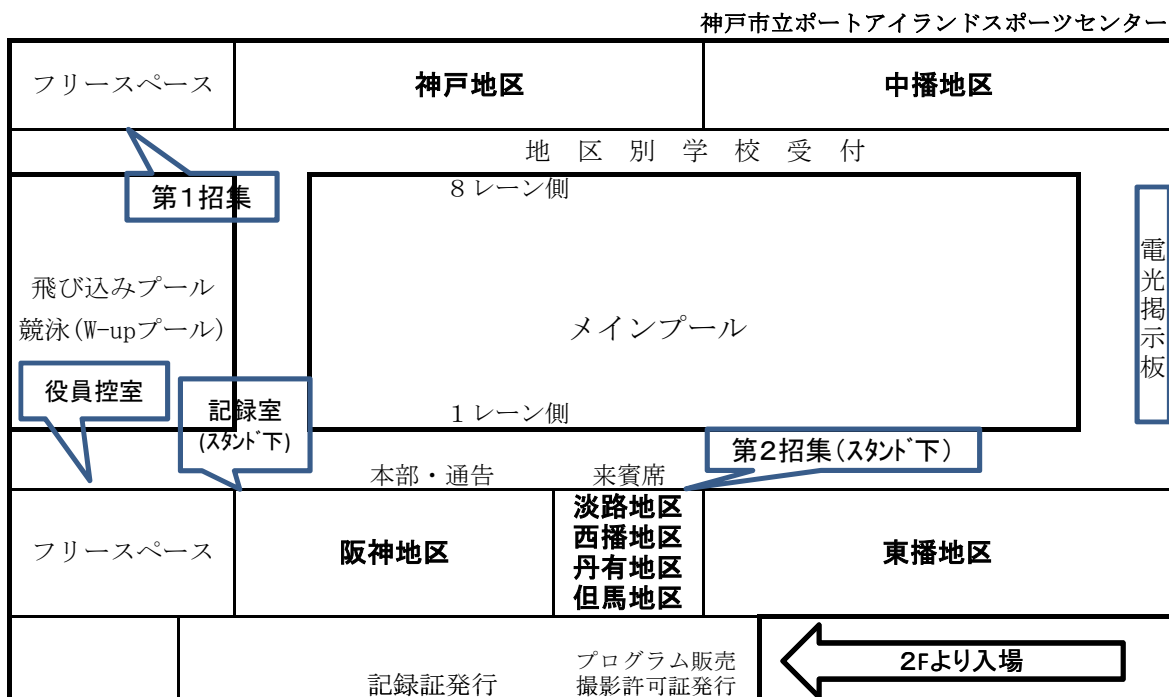 神戸市立ポートアイランドスポーツセンター
フリースペース
神戸地区
中播地区
地区別学校受付
第1招集
8レーン側
飛び込みプール
競泳(W-upプール)
メインプール
電光掲示板
役員控室
記録室
(ｽﾀﾝﾄﾞ下)
1レーン側
第2招集(ｽﾀﾝﾄﾞ下)
本部・通告
来賓席
フリースペース
阪神地区
淡路地区
西播地区
丹有地区
但馬地区
東播地区
記録証発行
プログラム販売
撮影許可証発行
2Fより入場